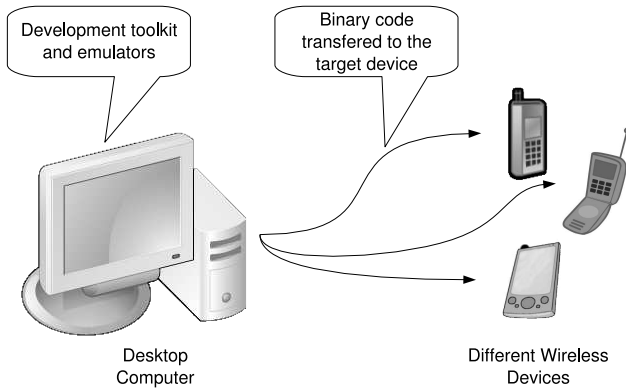 Development toolkit
and emulators
Binary code
transfered to the
target device
Desktop
Computer
Different Wireless
Devices